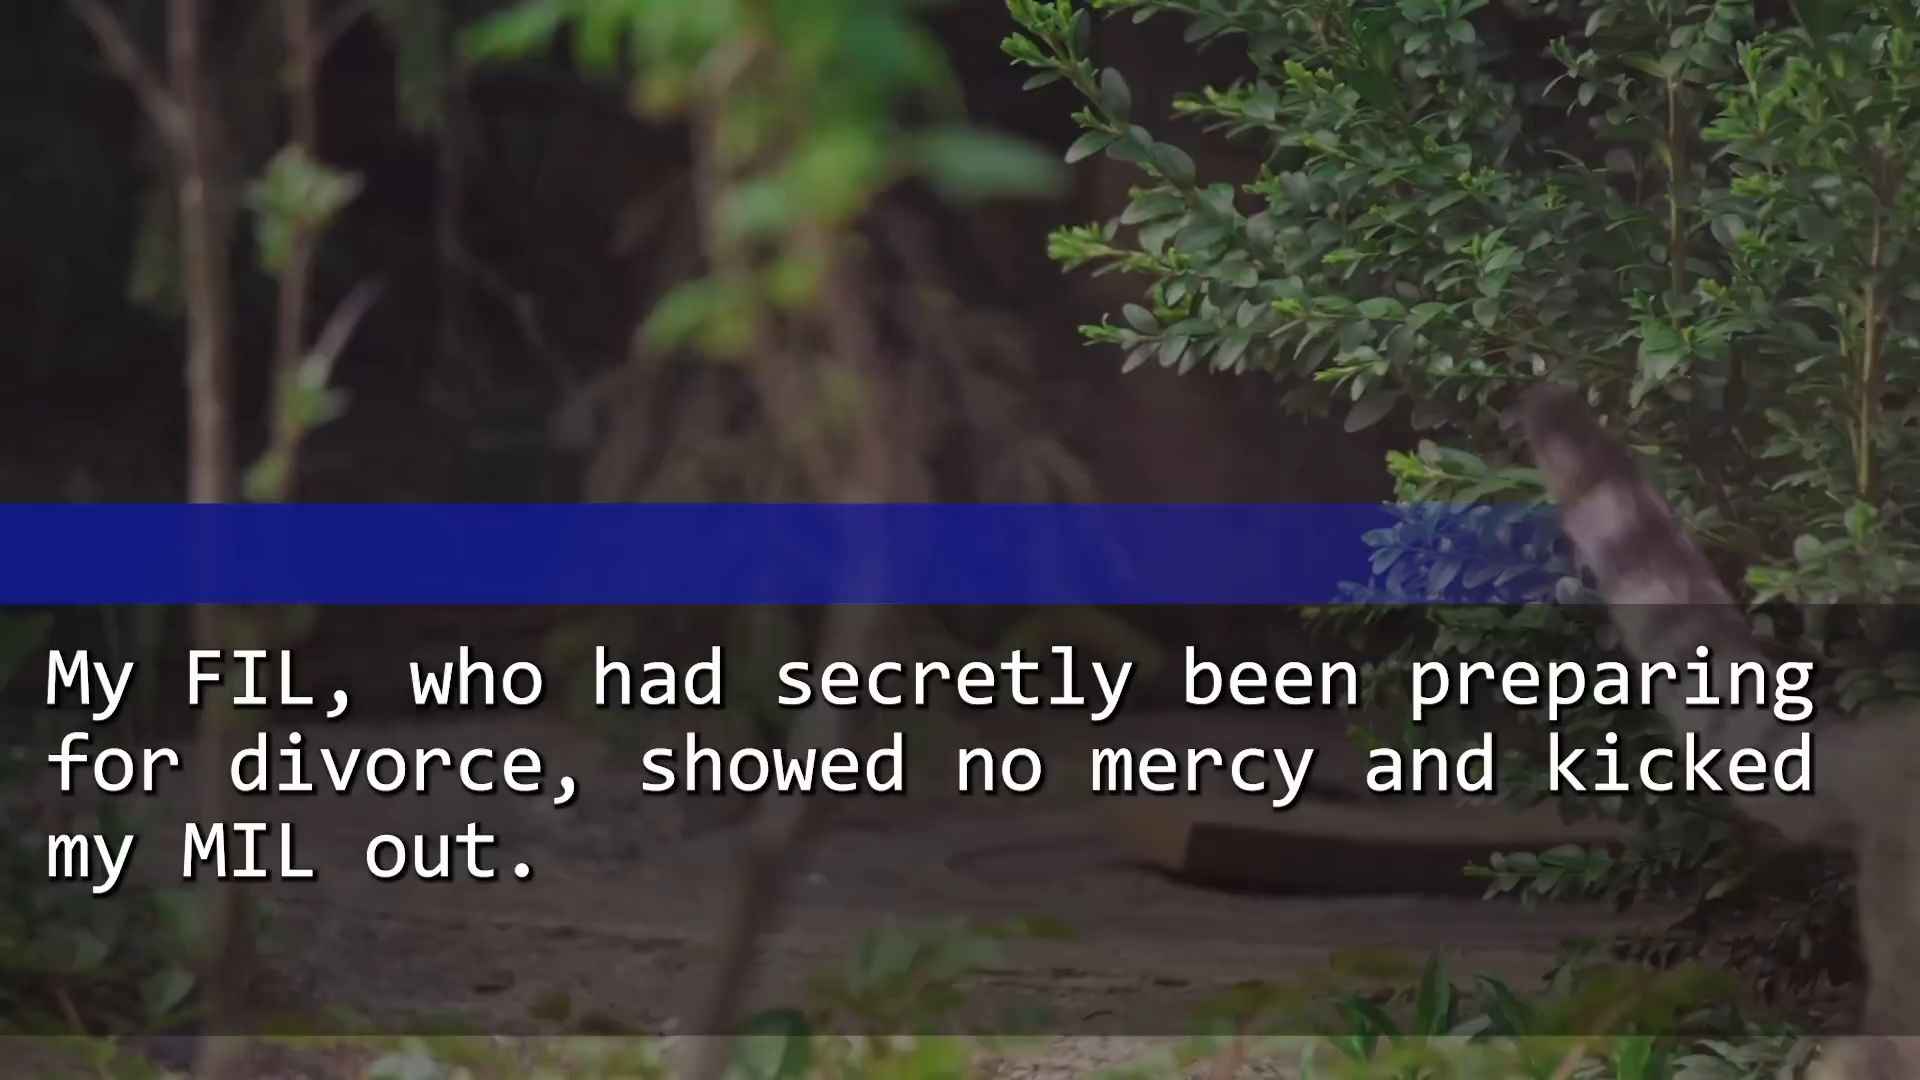 My FIL, who had secretly been preparing
for divorce, showed no mercy and kicked
my MIL out.